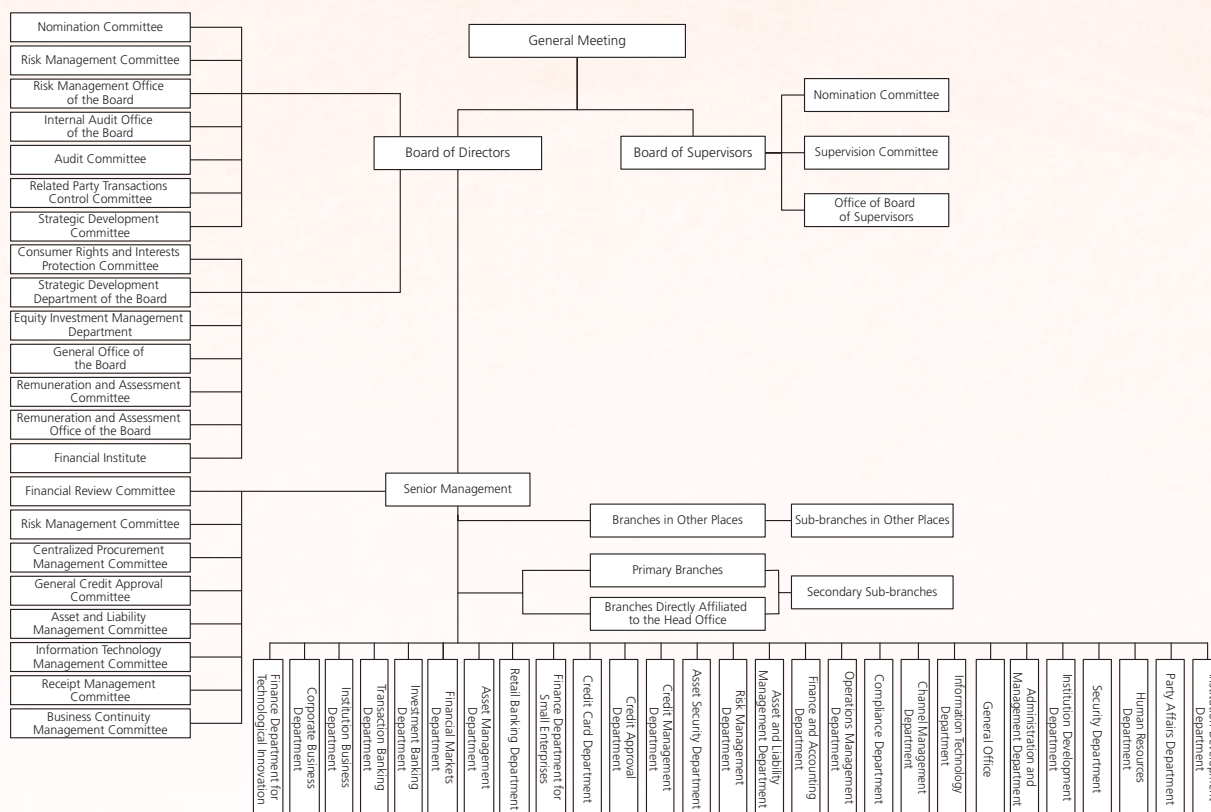 Nomination Committee
Risk Management Committee
Risk Management Office
of the Board
Internal Audit Office
of the Board
Audit Committee
Related Party Transactions
Control Committee
Strategic Development
Committee
Consumer Rights and Interests
Protection Committee
Strategic Development
Department of the Board
Equity Investment Management
Department
General Office of
the Board
Remuneration and Assessment
Committee
Remuneration and Assessment
Office of the Board
Financial Institute
Financial Review Committee
Risk Management Committee
Centralized Procurement
Management Committee
General Credit Approval
Committee
Asset and Liability
Management Committee
Information Technology
Management Committee
Receipt Management
Committee
Business Continuity
Management Committee
General Meeting
Board of Directors
Board of Supervisors
Nomination Committee
Supervision Committee
Office of Board
of Supervisors
Senior Management
Branches in Other Places
Sub-branches in Other Places
Primary Branches
Branches Directly Affiliated
to the Head Office
Secondary Sub-branches
Finance Department for
Technological Innovation
Corporate Business
Department
Institution Business
Department
Transaction Banking
Department
Investment Banking
Department
Financial Markets
Department
Asset Management
Department
Retail Banking Department
Finance Department for
Small Enterprises
Credit Card Department
Credit Approval
Department
Credit Management
Department
Asset Security Department
Risk Management
Department
Asset and Liability
Management Department
Finance and Accounting
Department
Operations Management
Department
Compliance Department
Channel Management
Department
Information Technology
Department
General Office
Administration and
Management Department
Institution Development
Department
Security Department
Human Resources
Department
Party Affairs Department
Department